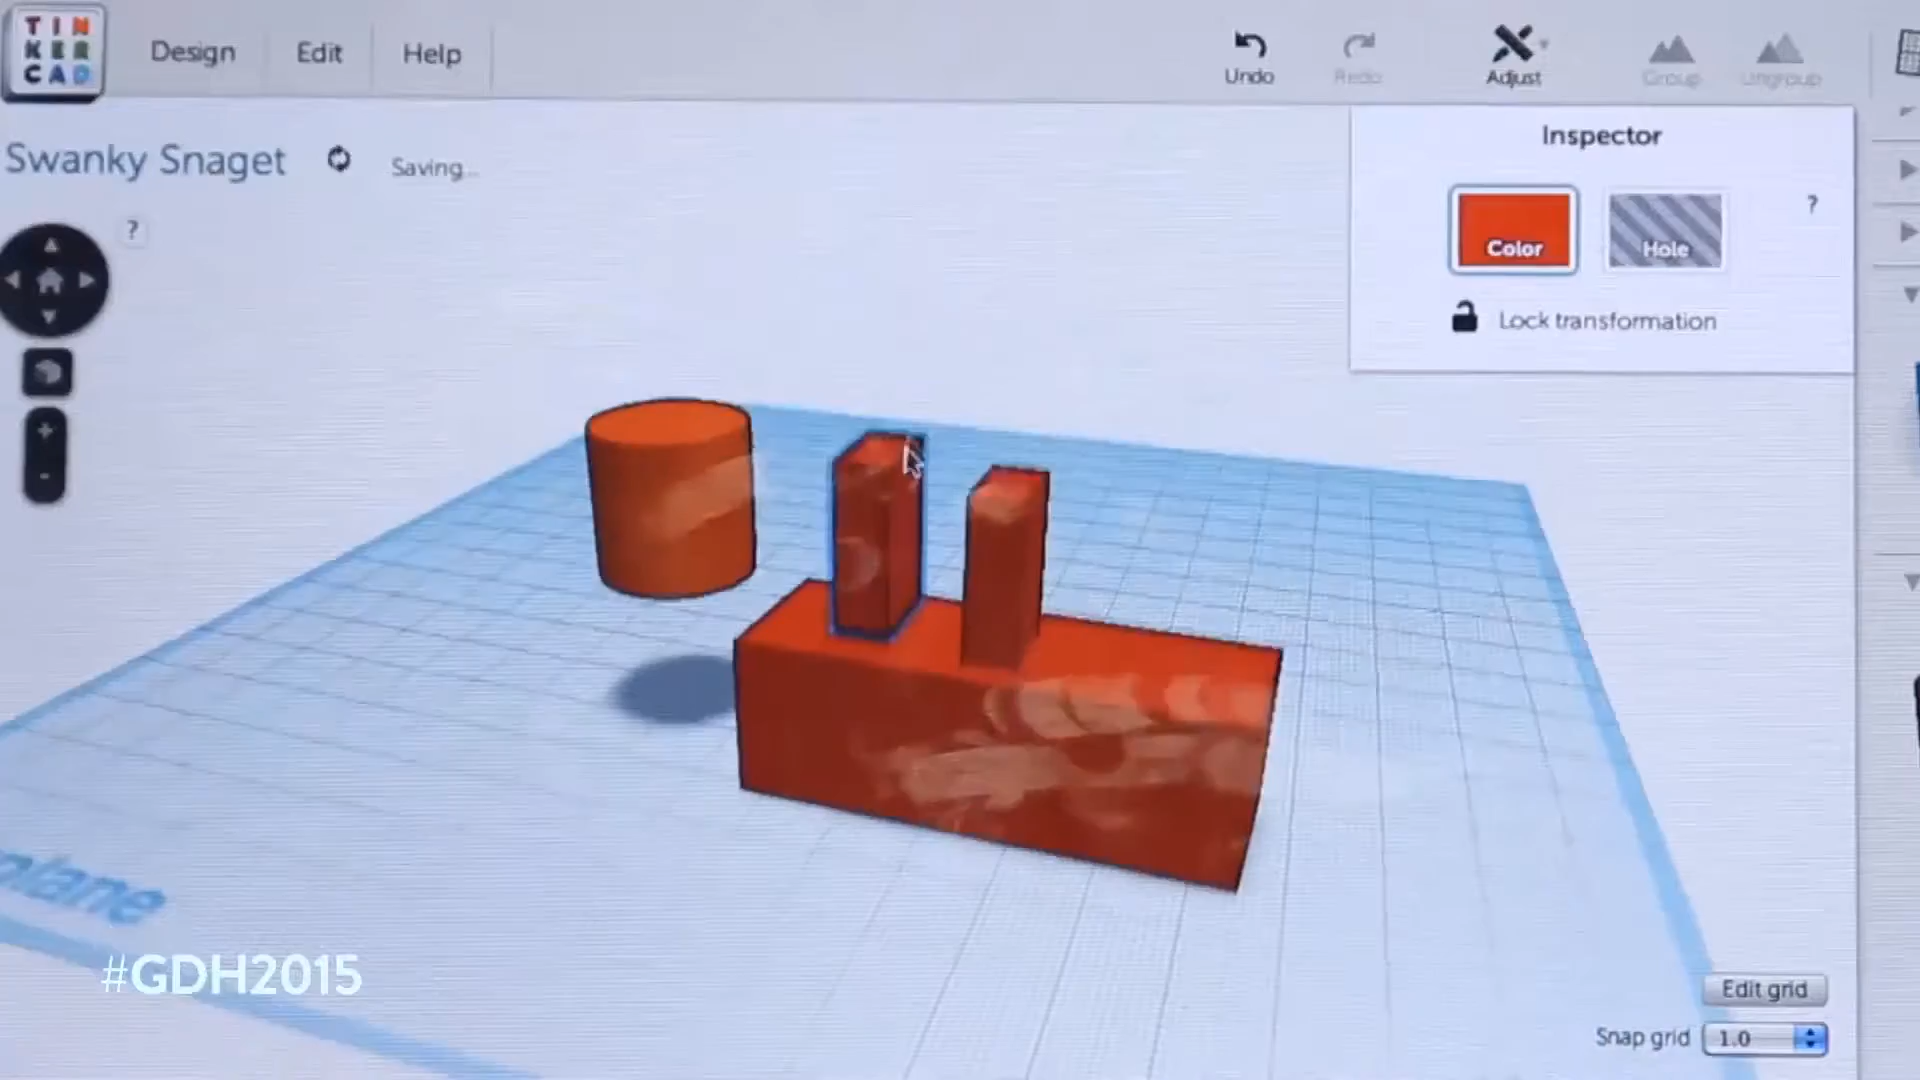 TIN
KER
CAD
Design
Edit
Help
Undo
Redo
Adjust
Group
Ungroup
Inspector
Swanky Snaget
Saving...
?
Color
Hole
?
Lock transformation
#GDH2015
Edit grid
Snap grid
1.0